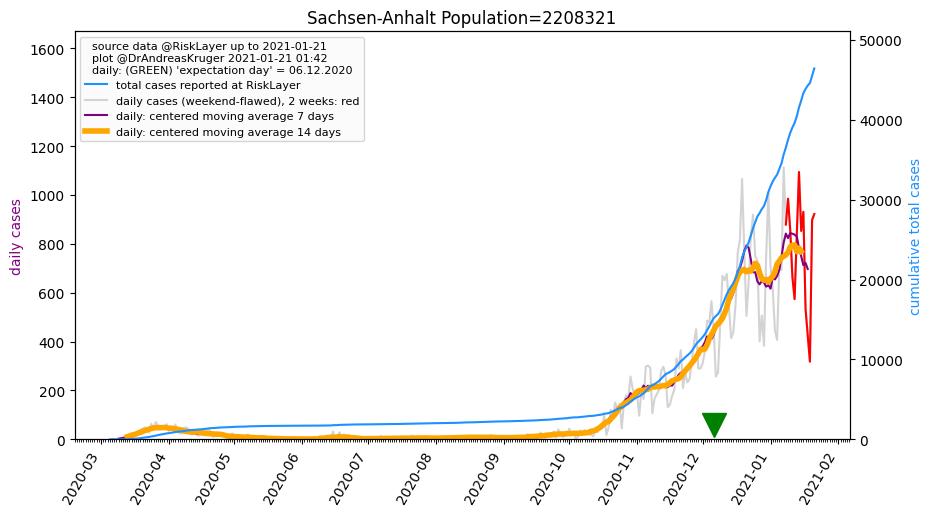 Sachsen-Anhalt Population=2208321
source data @RiskLayer up to 2021-01-21
plot @DrAndreasKruger 2021-01-21 01:42
daily: (GREEN) 'expectation day' = 06.12.2020
total cases reported at RiskLayer
daily cases (weekend-flawed), 2 weeks: red
daily: centered moving average 7 days
daily: centered moving average 14 days
daily cases
1600
1400
1200
1000
800
600
400
200
0
50000
40000
30000
20000
10000
0
cumulative total cases
2020-03
2020-04
2020-05
2020-06
2020-07
2020-08
2020-09
2020-10
2020-11
2020-12
2021-01
2021-02